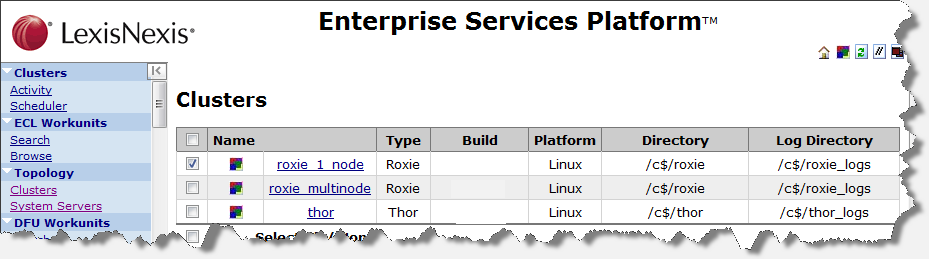 LexisNexis®
Enterprise Services Platform™
Clusters
Activity
Scheduler
ECL Workunits
Search
Browse
Topology
Clusters
System Servers
DFU Workunits
Clusters
Name Type Build Platform Directory Log Directory
roxie_1_node Roxie Linux /c$/roxie /c$/roxie_logs
roxie_multinode Roxie Linux /c$/roxie /c$/roxie_logs
thor Thor Linux /c$/thor /c$/thor_logs